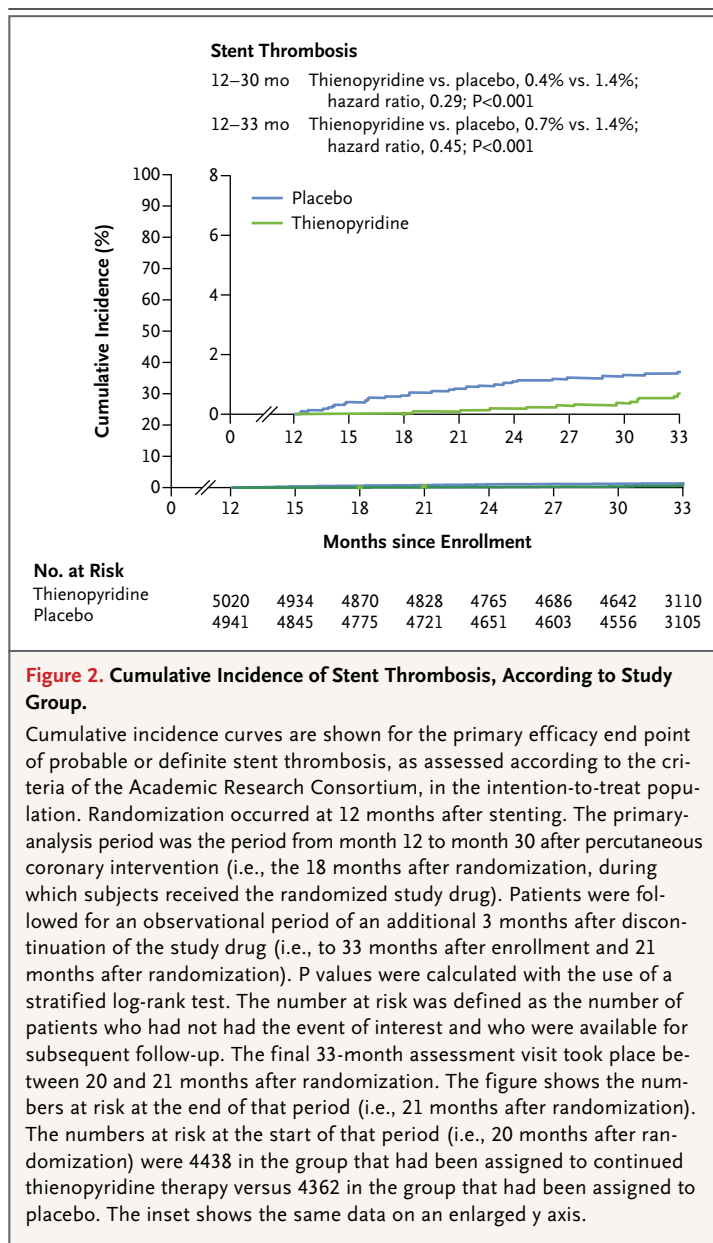 Stent Thrombosis
12–30 mo Thienopyridine vs. placebo, 0.4% vs. 1.4%;
hazard ratio, 0.29; P<0.001
12–33 mo Thienopyridine vs. placebo, 0.7% vs. 1.4%;
hazard ratio, 0.45; P<0.001
Cumulative Incidence (%)
100
90
80
70
60
50
40
30
20
10
0
8
6
4
2
0
Placebo
Thienopyridine
0 12 15 18 21 24 27 30 33
0 12 15 18 21 24 27 30 33
Months since Enrollment
No. at Risk
Thienopyridine 5020 4934 4870 4828 4765 4686 4642 3110
Placebo 4941 4845 4775 4721 4651 4603 4556 3105
Figure 2. Cumulative Incidence of Stent Thrombosis, According to Study
Group.
Cumulative incidence curves are shown for the primary efficacy end point
of probable or definite stent thrombosis, as assessed according to the cri-
teria of the Academic Research Consortium, in the intention-to-treat popu-
lation. Randomization occurred at 12 months after stenting. The primary-
analysis period was the period from month 12 to month 30 after percutaneous
coronary intervention (i.e., the 18 months after randomization, during
which subjects received the randomized study drug). Patients were fol-
lowed for an observational period of an additional 3 months after discon-
tinuation of the study drug (i.e., to 33 months after enrollment and 21
months after randomization). P values were calculated with the use of a
stratified log-rank test. The number at risk was defined as the number of
patients who had not had the event of interest and who were available for
subsequent follow-up. The final 33-month assessment visit took place be-
tween 20 and 21 months after randomization. The figure shows the num-
bers at risk at the end of that period (i.e., 21 months after randomization).
The numbers at risk at the start of that period (i.e., 20 months after ran-
domization) were 4438 in the group that had been assigned to continued
thienopyridine therapy versus 4362 in the group that had been assigned to
placebo. The inset shows the same data on an enlarged y axis.